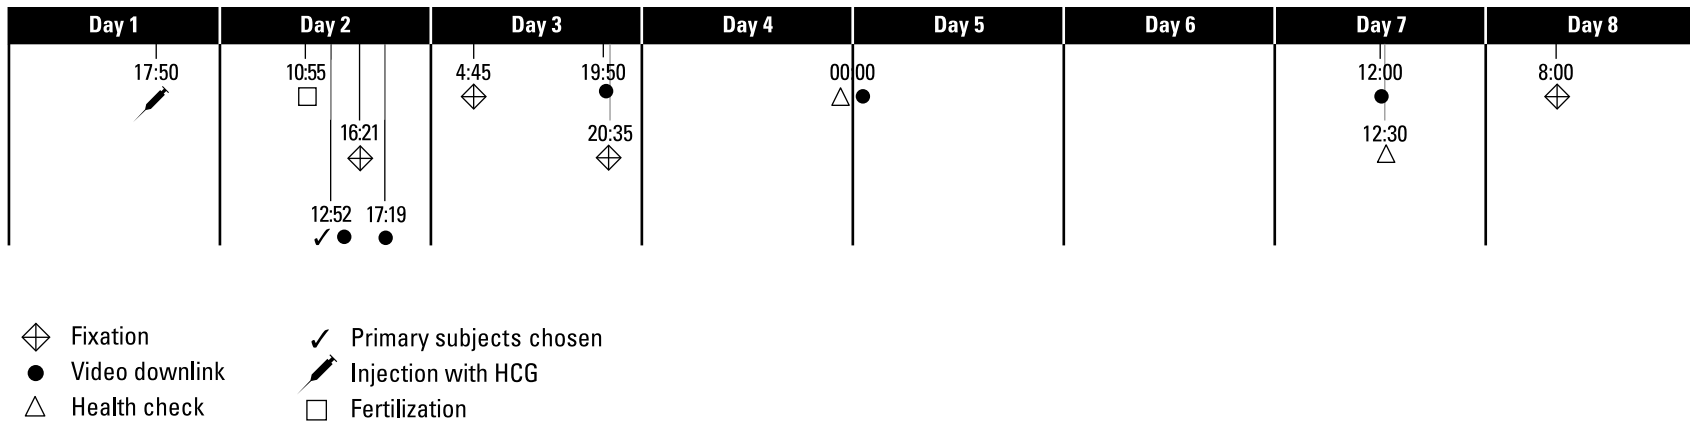 Day 1 Day 2 Day 3 Day 4 Day 5 Day 6 Day 7 Day 8
17:50 10:55 4:45 19:50 00:00 12:00 8:00
16:21 20:35 12:30
12:52 17:19
Fixation Primary subjects chosen
Video downlink Injection with HCG
Health check Fertilization